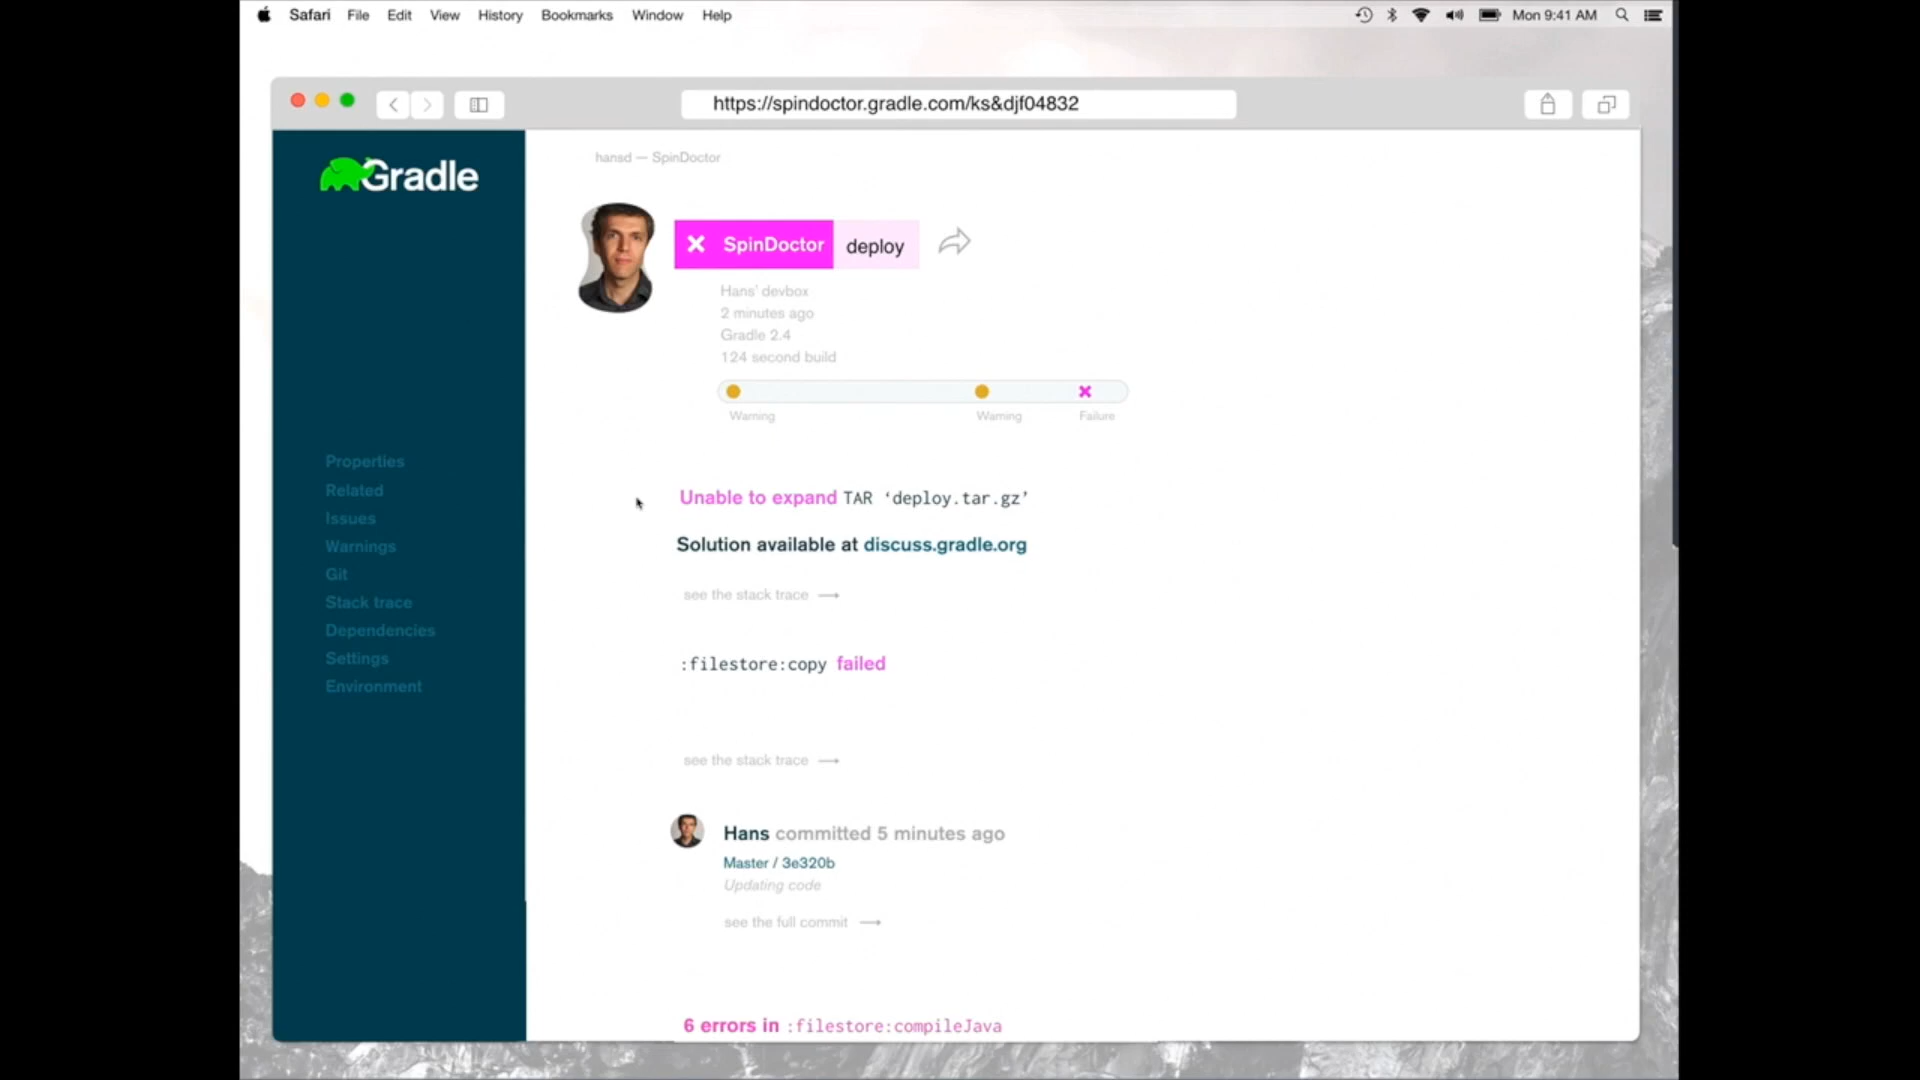 Safari File Edit View History Bookmarks Window Help Mon 9:41 AM
https://spindoctor.gradle.com/ks&djf04832
Gradle
hansd — SpinDoctor
SpinDoctor deploy
Hans' devbox
2 minutes ago
Gradle 2.4
124 second build
Warning Warning Failure
Properties
Related
Issues
Warnings
Git
Stack trace
Dependencies
Settings
Environment
Unable to expand TAR ‘deploy.tar.gz’
Solution available at discuss.gradle.org
see the stack trace
:filestore:copy failed
see the stack trace
Hans committed 5 minutes ago
Master / 3e320b
Updating code
see the full commit
6 errors in :filestore:compileJava